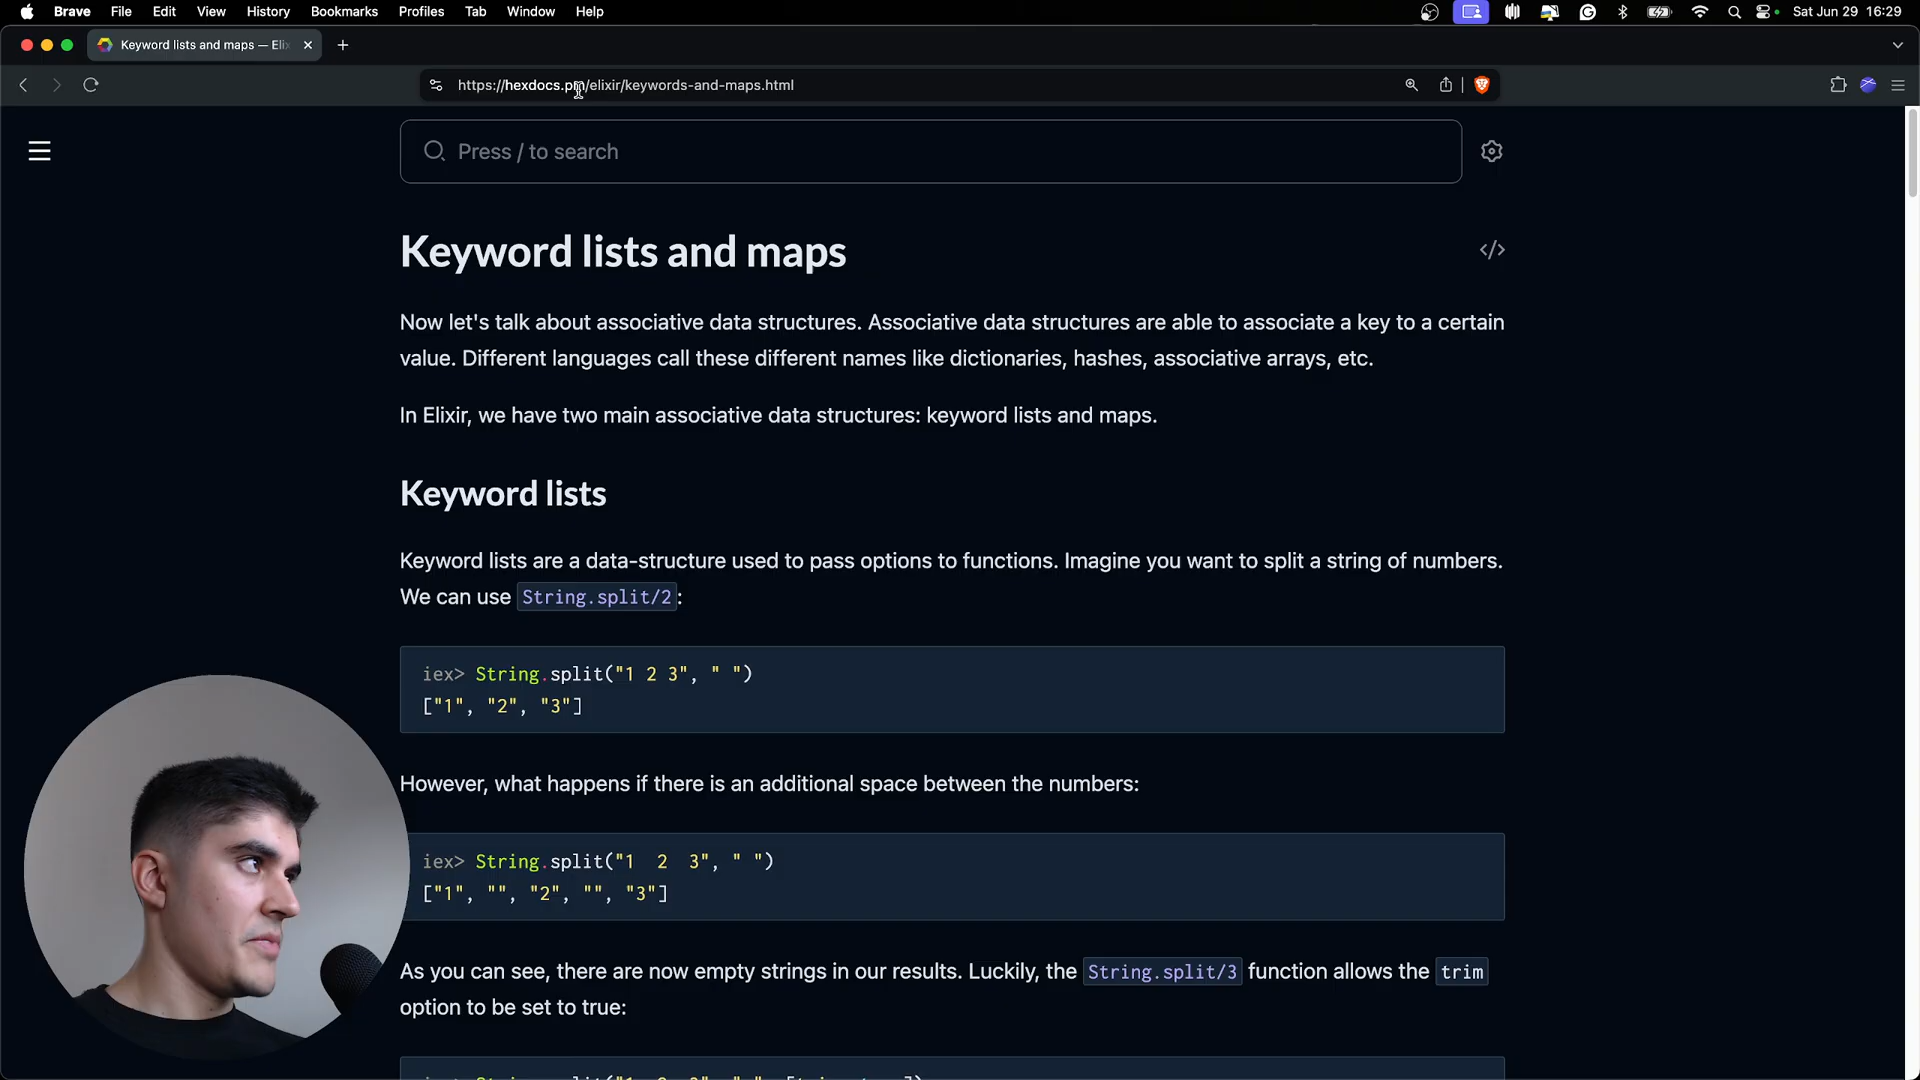 Brave File Edit View History Bookmarks Profiles Tab Window Help Sat Jun 29 16:29
Keyword lists and maps — Eli
https://hexdocs.pm/elixir/keywords-and-maps.html
Press / to search
Keyword lists and maps
</>
Now let's talk about associative data structures. Associative data structures are able to associate a key to a certain
value. Different languages call these different names like dictionaries, hashes, associative arrays, etc.
In Elixir, we have two main associative data structures: keyword lists and maps.
Keyword lists
Keyword lists are a data-structure used to pass options to functions. Imagine you want to split a string of numbers.
We can use String.split/2:
iex> String.split("1 2 3", " ")
["1", "2", "3"]
However, what happens if there is an additional space between the numbers:
iex> String.split("1  2  3", " ")
["1", "", "2", "", "3"]
As you can see, there are now empty strings in our results. Luckily, the String.split/3 function allows the trim
option to be set to true: